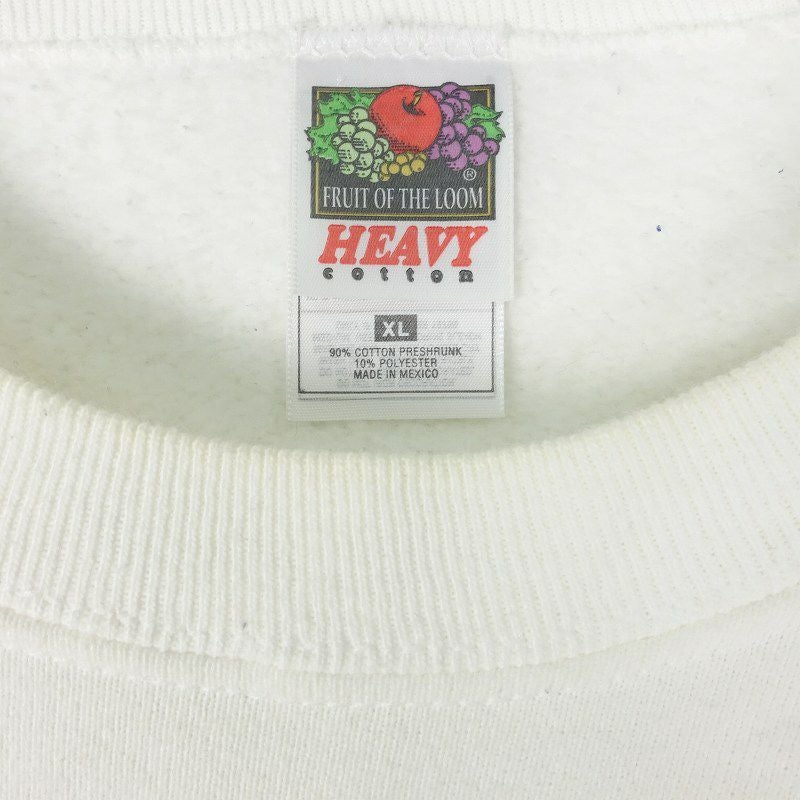 ®
FRUIT OF THE LOOM
HEAVY
cotton
XL
90% COTTON PRESHRUNK
10% POLYESTER
MADE IN MEXICO